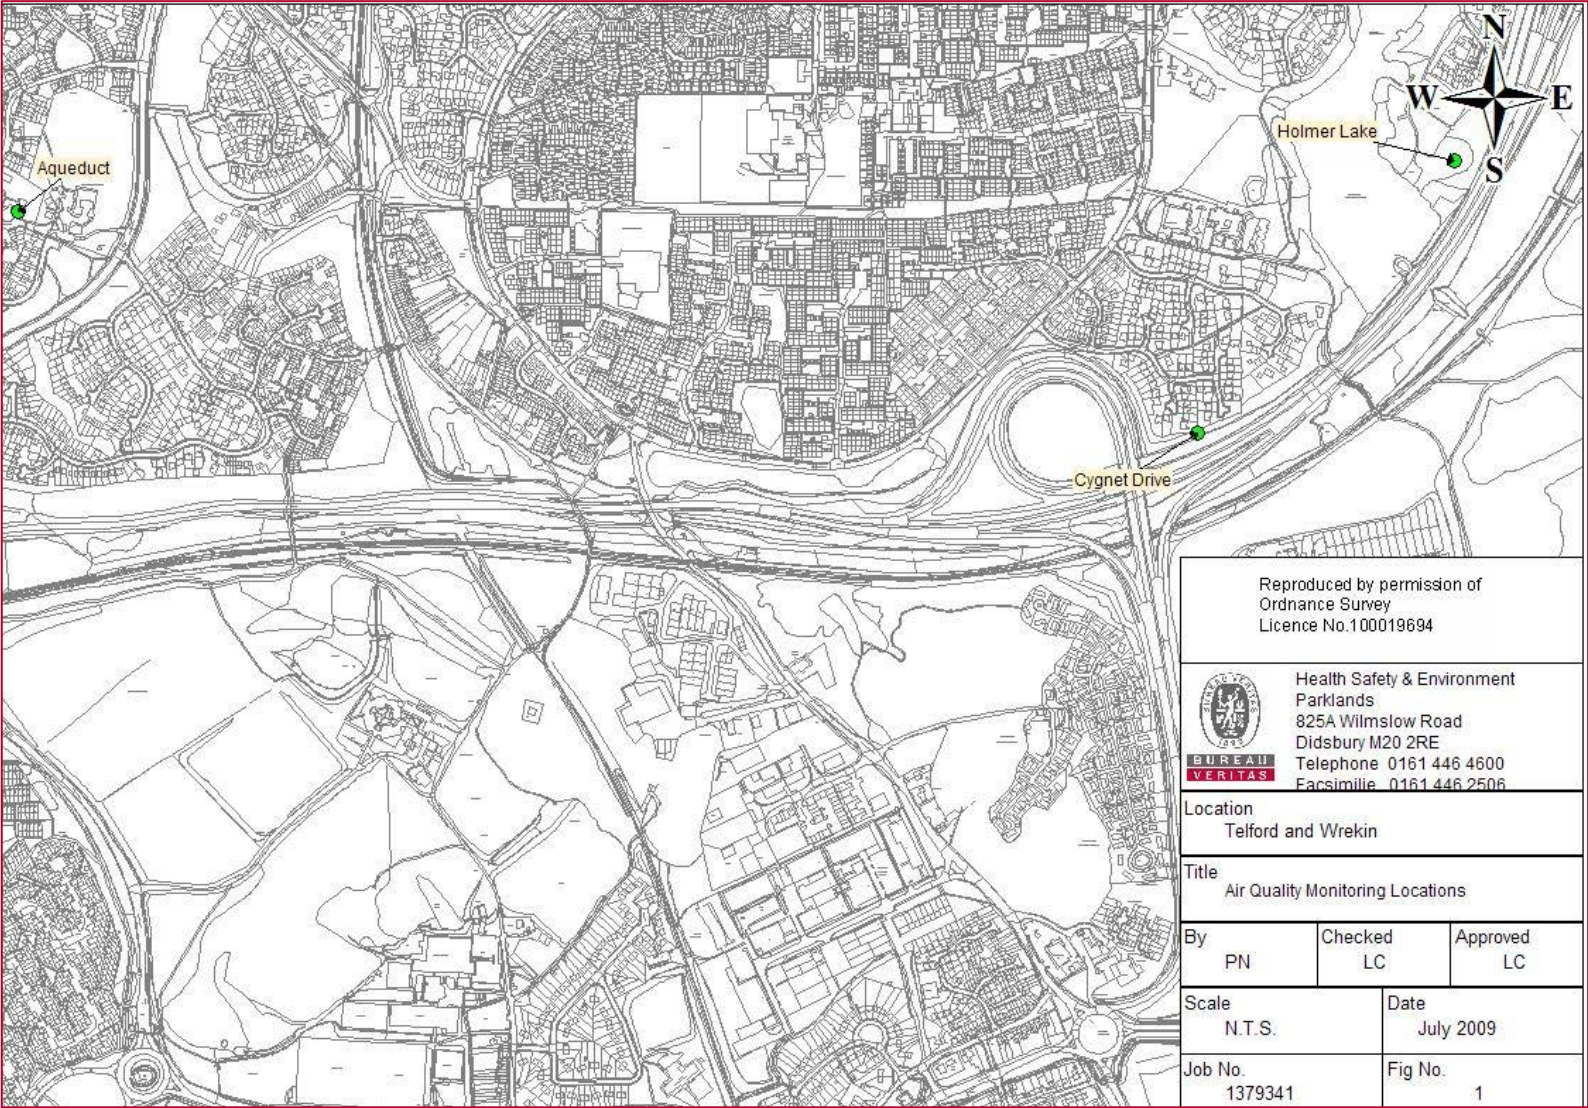 N
W E
S
Holmer Lake
Aqueduct
Cygnet Drive
Reproduced by permission of
Ordnance Survey
Licence No.100019694
BUREAU VERITAS
1828
BUREAU
VERITAS
Health Safety & Environment
Parklands
825A Wilmslow Road
Didsbury M20 2RE
Telephone 0161 446 4600
Facsimilie 0161 446 2506
Location
Telford and Wrekin
Title
Air Quality Monitoring Locations
By
PN
Checked
LC
Approved
LC
Scale
N.T.S.
Date
July 2009
Job No.
1379341
Fig No.
1